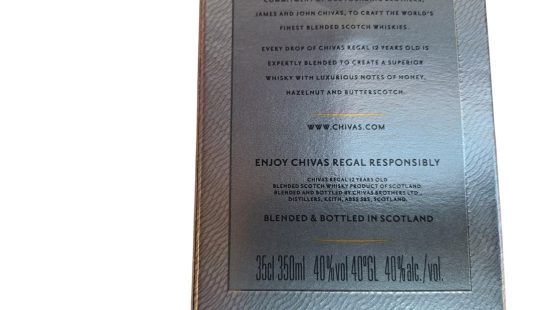 JAMES AND JOHN CHIVAS, TO CRAFT THE WORLD'S
FINEST BLENDED SCOTCH WHISKIES.
EVERY DROP OF CHIVAS REGAL 12 YEARS OLD IS
EXPERTLY BLENDED TO CREATE A SUPERIOR
WHISKY WITH LUXURIOUS NOTES OF HONEY,
HAZELNUT AND BUTTERSCOTCH.
WWW.CHIVAS.COM
ENJOY CHIVAS REGAL RESPONSIBLY
CHIVAS REGAL 12 YEARS OLD
BLENDED SCOTCH WHISKY PRODUCT OF SCOTLAND
BLENDED AND BOTTLED BY CHIVAS BROTHERS LTD.,
DISTILLERS, KEITH, AB55 5BS, SCOTLAND.
BLENDED & BOTTLED IN SCOTLAND
35cl 350ml 40%vol 40°GL 40%alc./vol.